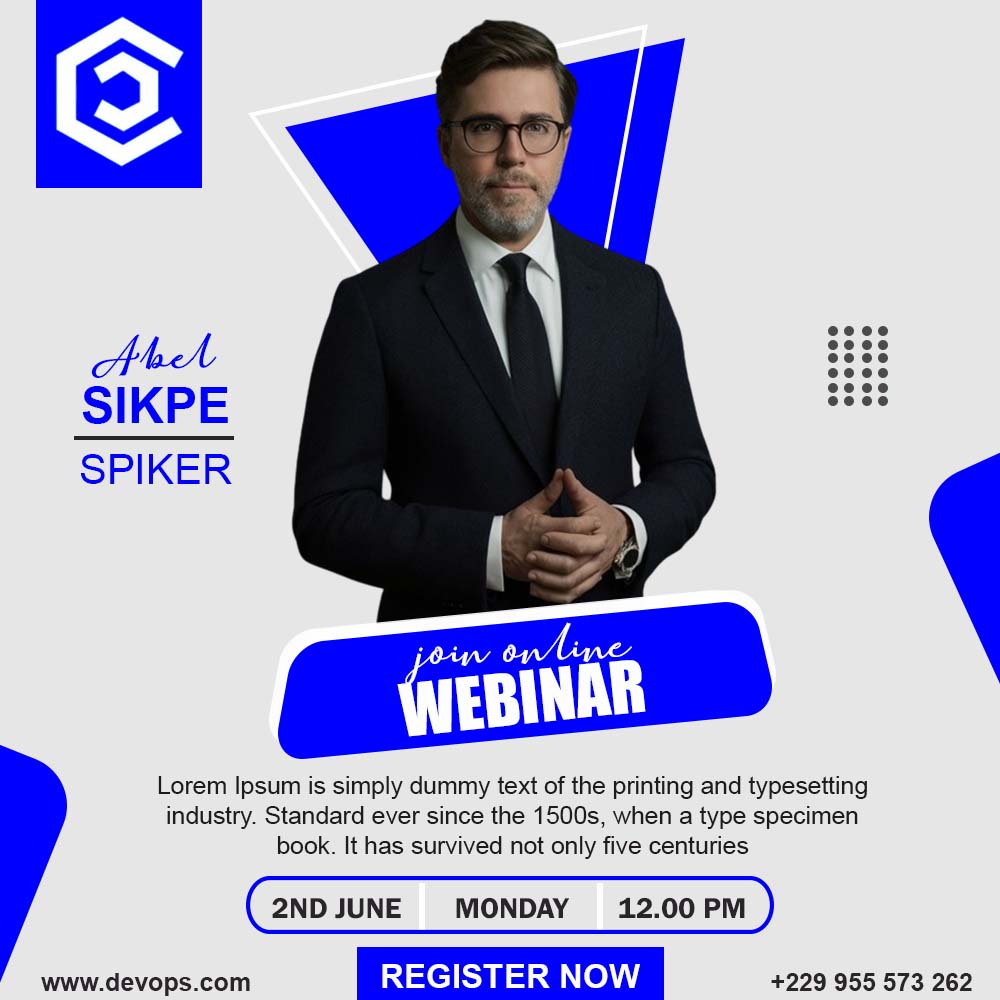 Abel
SIKPE
SPIKER
join online
WEBINAR
Lorem Ipsum is simply dummy text of the printing and typesetting
industry. Standard ever since the 1500s, when a type specimen
book. It has survived not only five centuries
2ND JUNE MONDAY 12.00 PM
REGISTER NOW
www.devops.com
+229 955 573 262